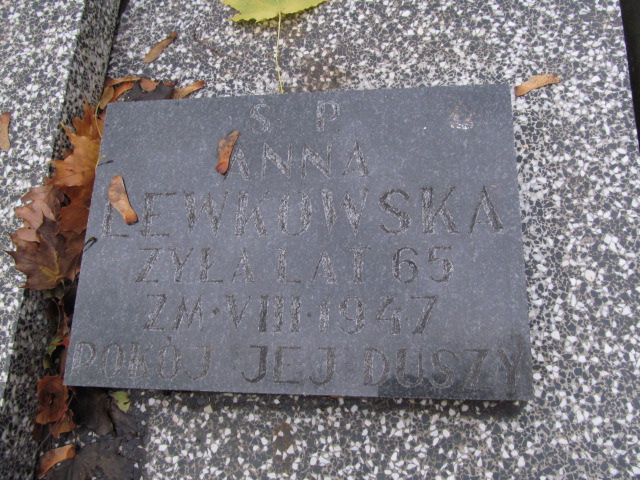 Ś P
ANNA
LEWKOWSKA
ŻYŁA LAT 65
ZM·VIII·1947
POKÓJ JEJ DUSZY